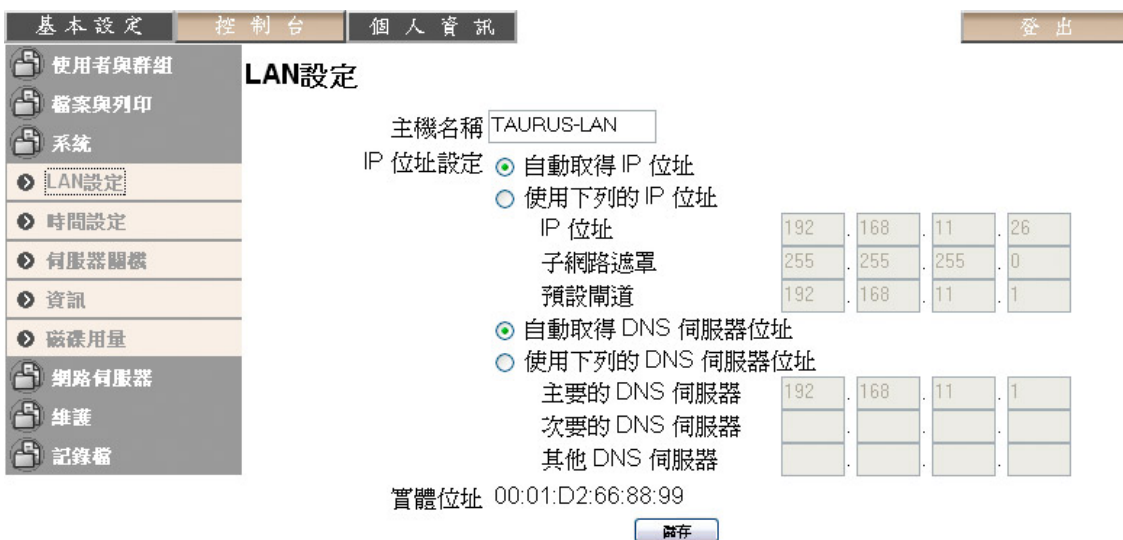 基本設定 控制台 個人資訊 登出
使用者與群組
LAN設定
檔案與列印
主機名稱 TAURUS-LAN
系統
IP 位址設定 自動取得 IP 位址
LAN設定
使用下列的 IP 位址
時間設定
IP 位址 192 . 168 . 11 . 26
伺服器關機
子網路遮罩 255 . 255 . 255 . 0
資訊
預設閘道 192 . 168 . 11 . 1
磁碟用量
自動取得 DNS 伺服器位址
網路伺服器
使用下列的 DNS 伺服器位址
主要的 DNS 伺服器 192 . 168 . 11 . 1
維護
次要的 DNS 伺服器 . . .
記錄檔
其他 DNS 伺服器 . . .
實體位址 00:01:D2:66:88:99
儲存